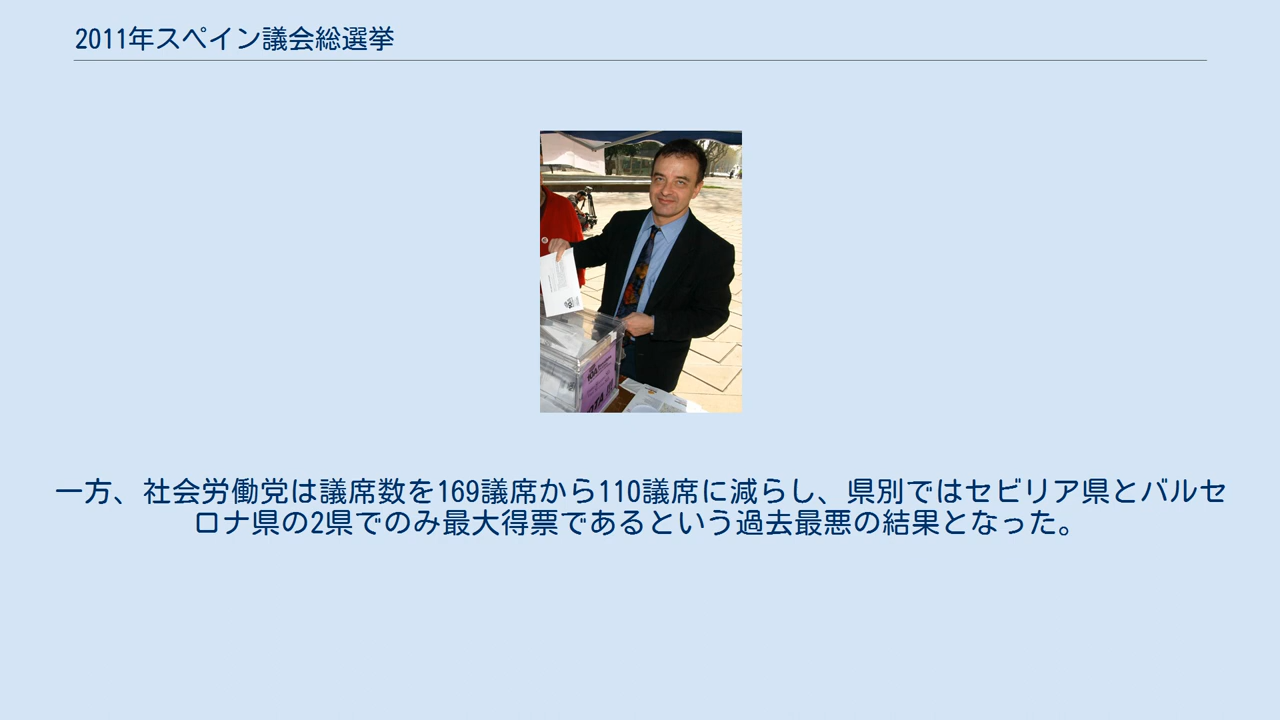 2011年スペイン議会総選挙
一方、社会労働党は議席数を169議席から110議席に減らし、県別ではセビリア県とバルセ
ロナ県の2県でのみ最大得票であるという過去最悪の結果となった。